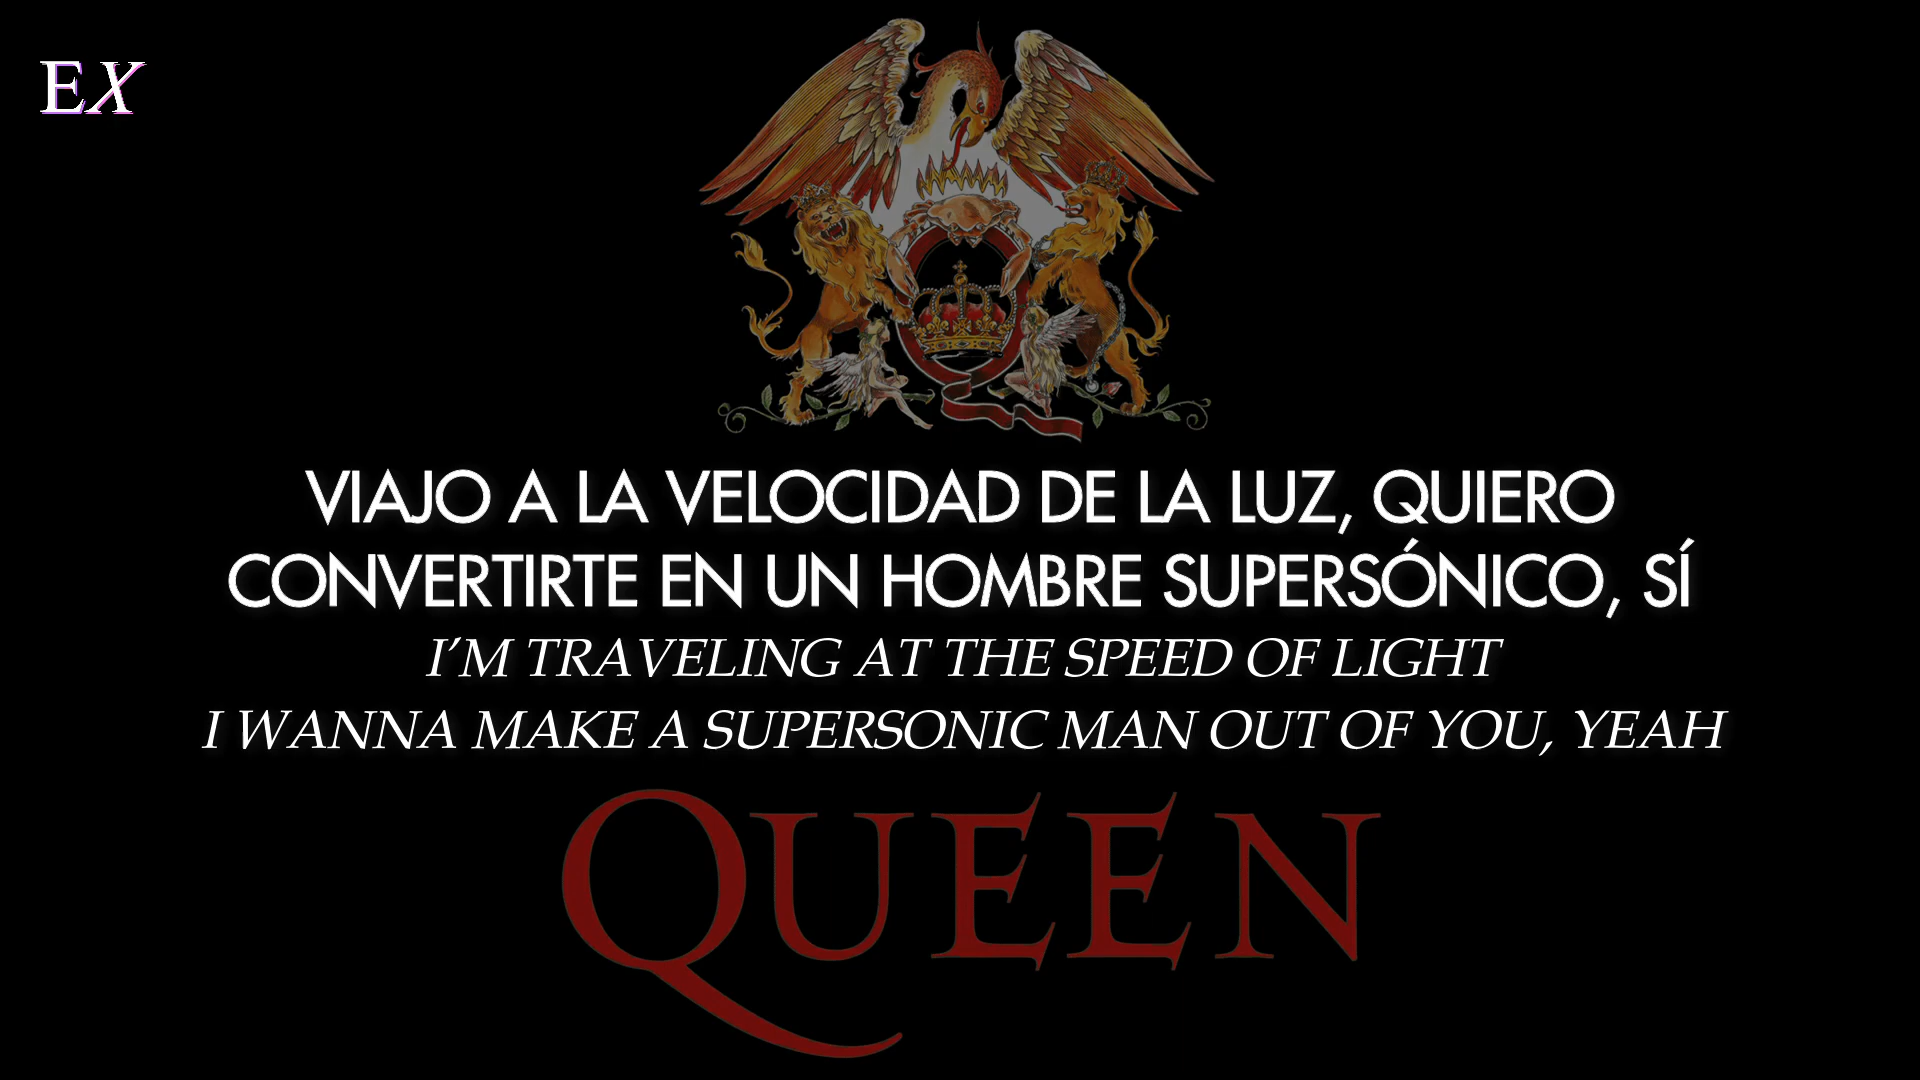 EX
VIAJO A LA VELOCIDAD DE LA LUZ, QUIERO
CONVERTIRTE EN UN HOMBRE SUPERSÓNICO, SÍ
I'M TRAVELING AT THE SPEED OF LIGHT
I WANNA MAKE A SUPERSONIC MAN OUT OF YOU, YEAH
QUEEN